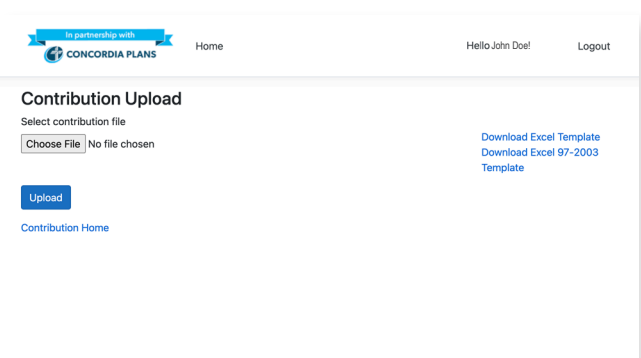 In partnership with
CONCORDIA PLANS
Home
Hello John Doe!
Logout
Contribution Upload
Select contribution file
Choose File No file chosen
Download Excel Template
Download Excel 97-2003
Template
Upload
Contribution Home